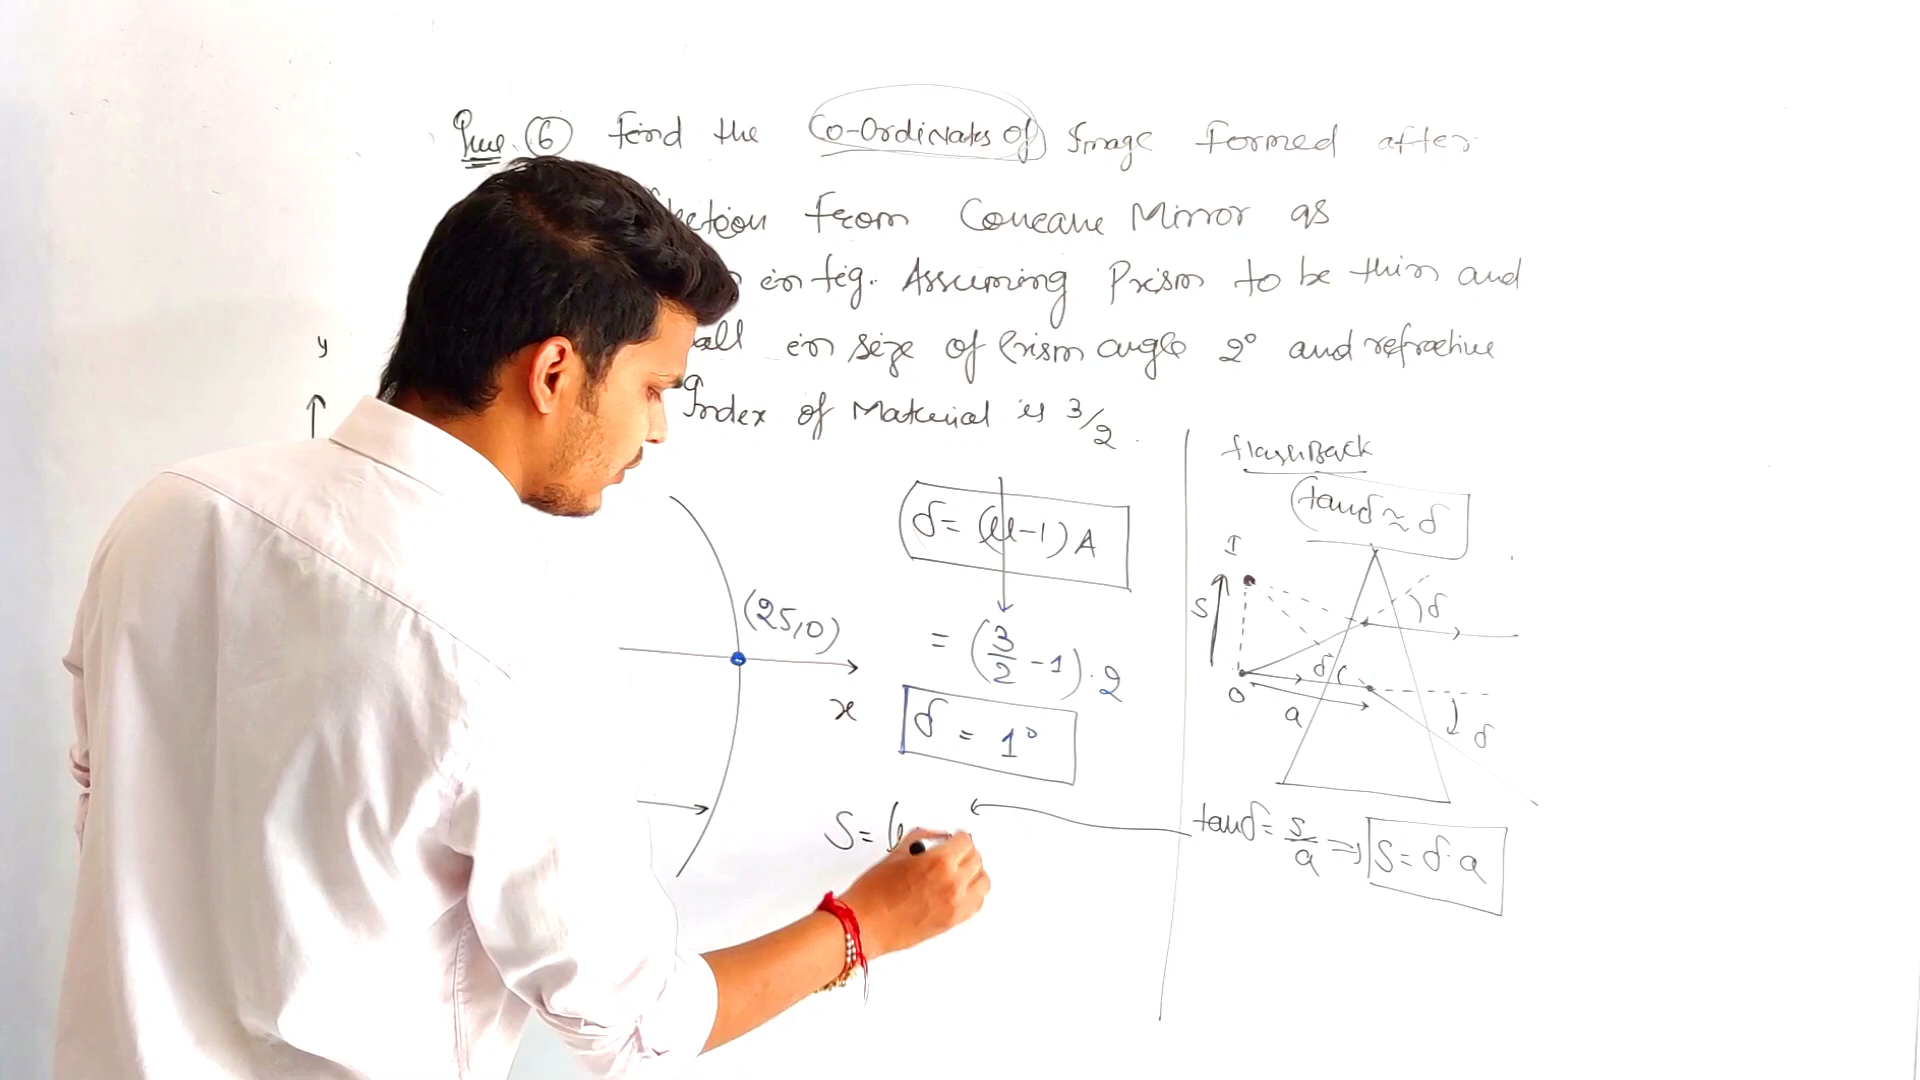 Que. 6 Find the Co-Ordinates of Image formed after
from Concave Mirror as
in fig. Assuming Prism to be thin and
in size of Prism angle 2° and refractive
Index of Material is 3/2.
y
flashBack
tanδ ≈ δ
δ = (μ-1) A
I
S
δ
(25,0)
= (3/2 - 1) · 2
δ
O
a
x
δ
δ = 1°
S = (
tanδ = s/a ⇒ S = δ·a